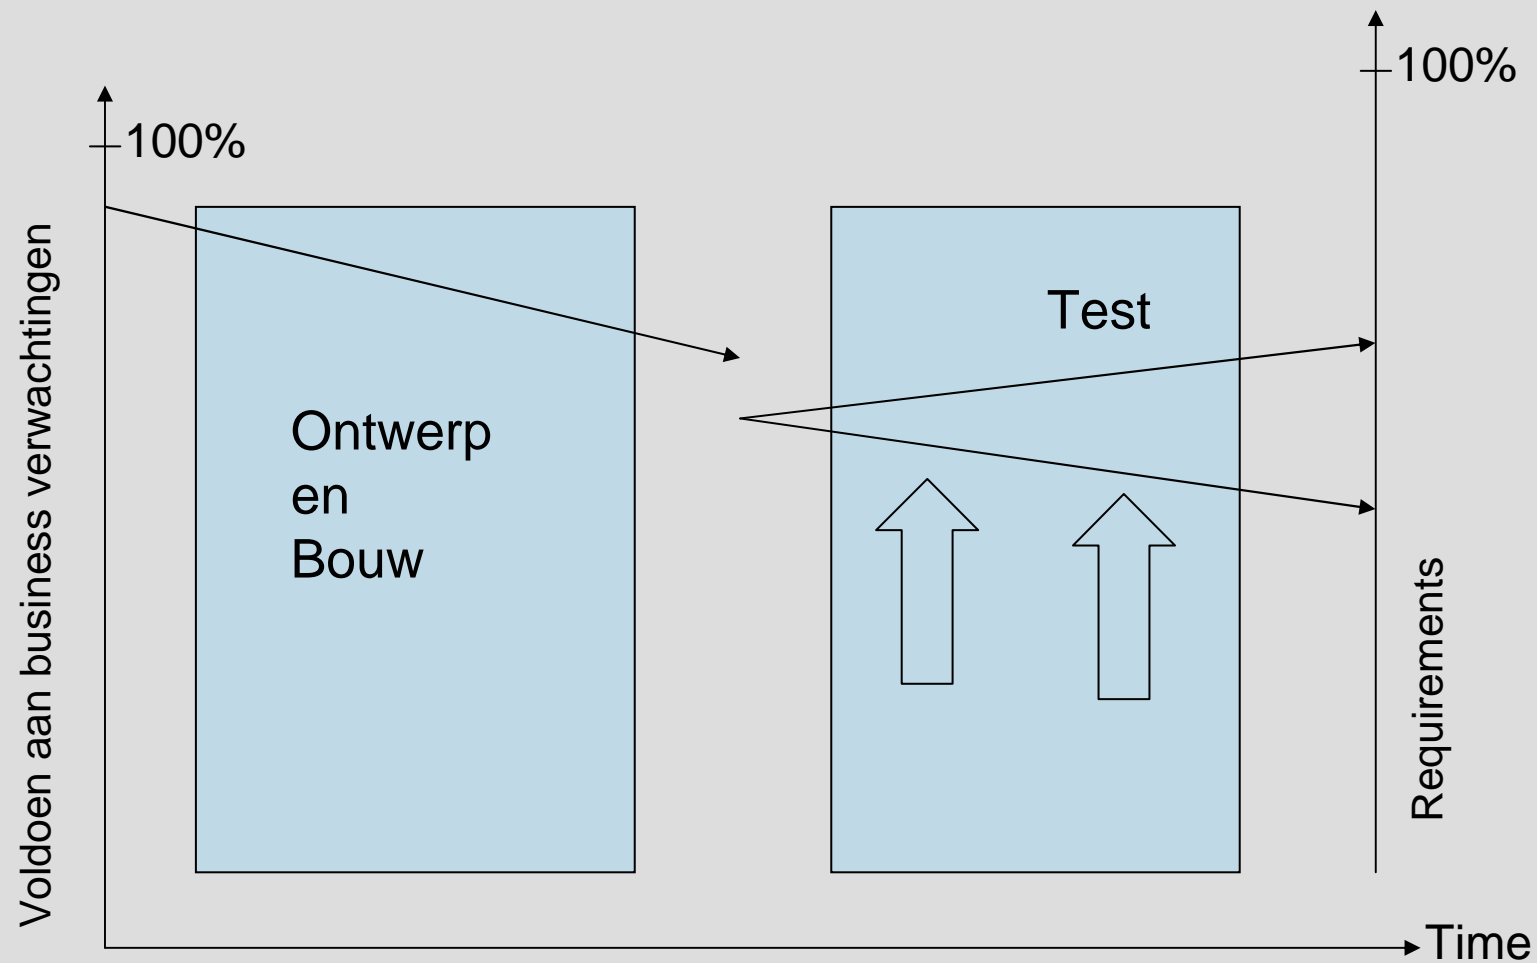 100%
100%
Voldoen aan business verwachtingen
Test
Ontwerp
en
Bouw
Requirements
Time